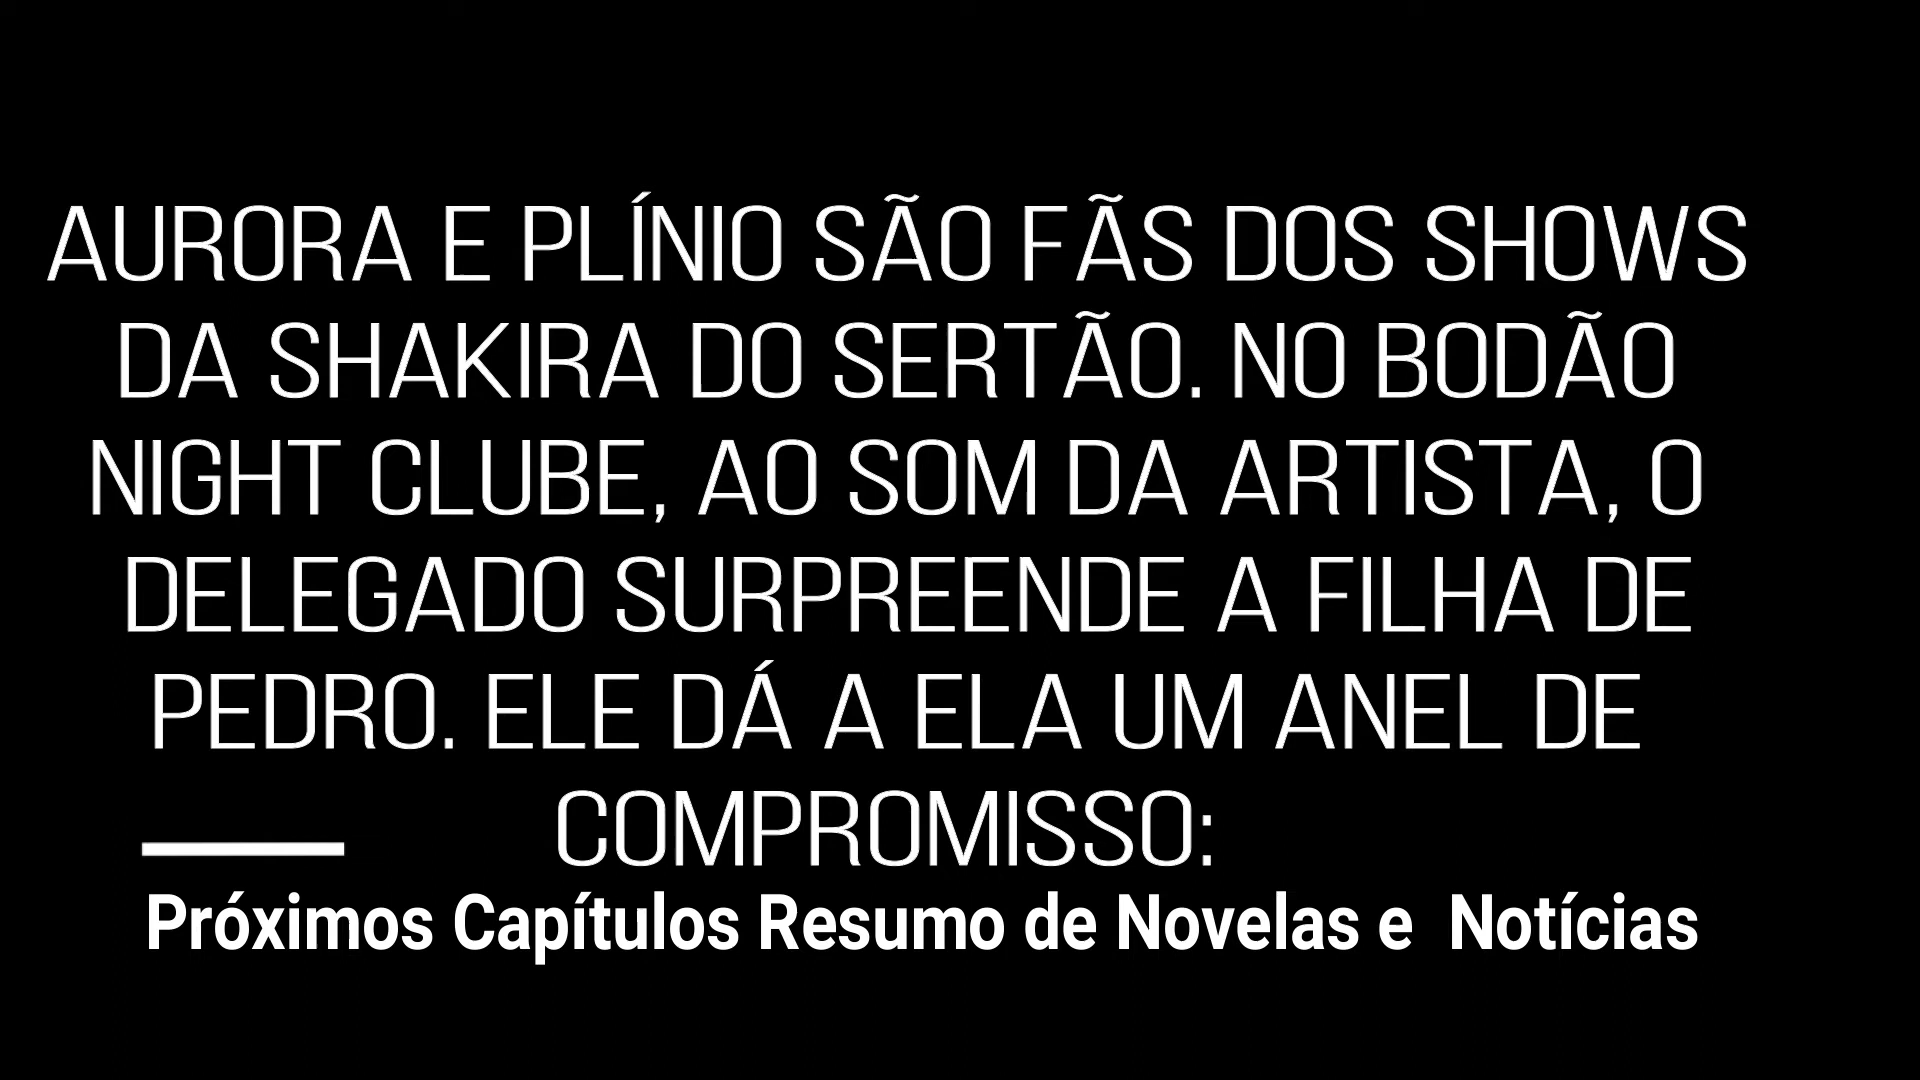 AURORA E PLÍNIO SÃO FÃS DOS SHOWS
DA SHAKIRA DO SERTÃO. NO BODÃO
NIGHT CLUBE, AO SOM DA ARTISTA, O
DELEGADO SURPREENDE A FILHA DE
PEDRO. ELE DÁ A ELA UM ANEL DE
COMPROMISSO:
Próximos Capítulos Resumo de Novelas e  Notícias